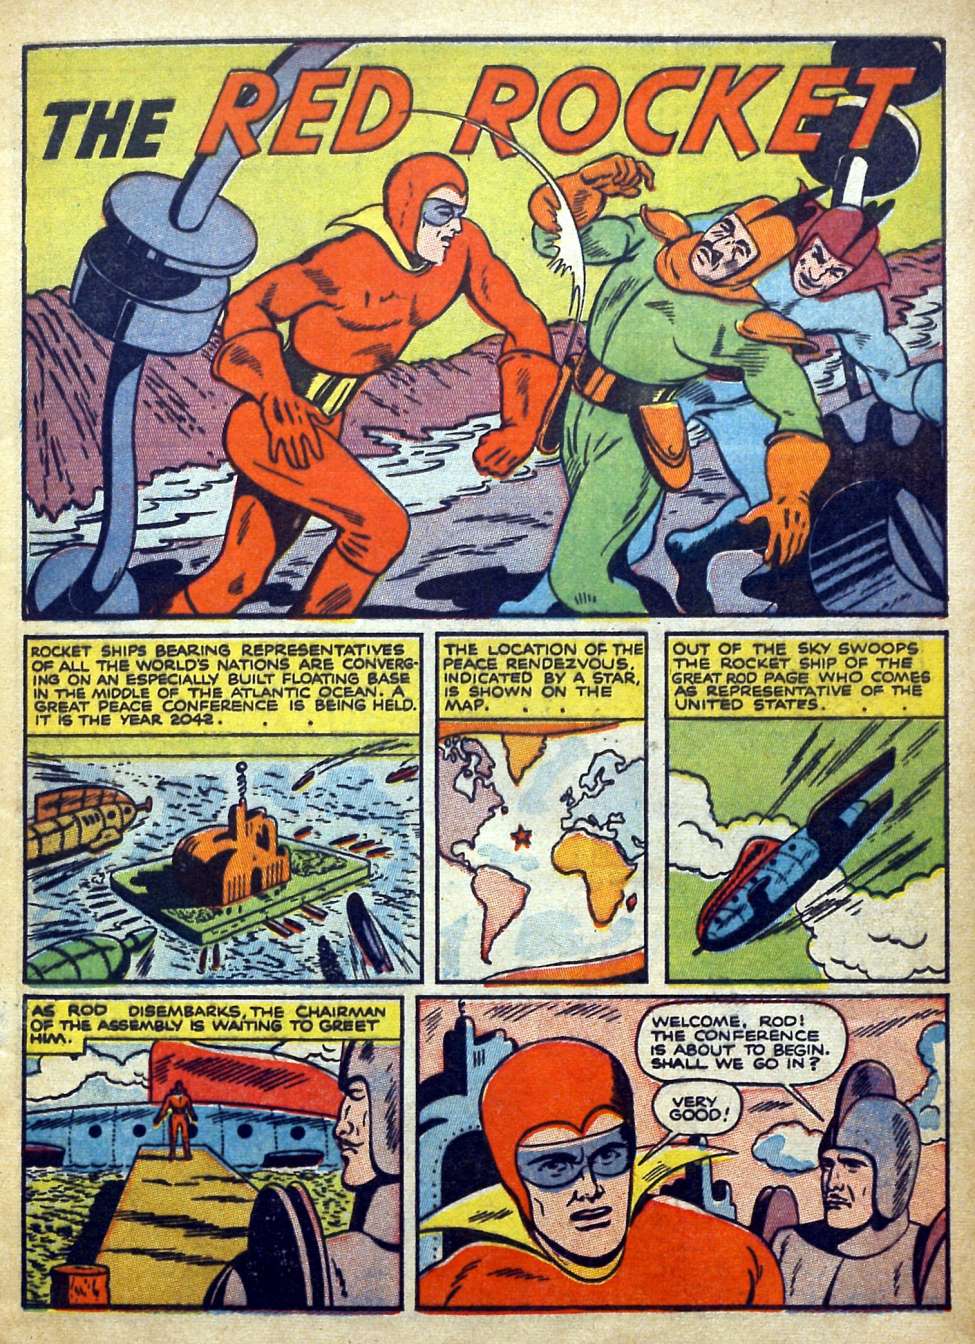 THE RED ROCKET
ROCKET SHIPS BEARING REPRESENTATIVES
OF ALL THE WORLD'S NATIONS ARE CONVERG-
ING ON AN ESPECIALLY BUILT FLOATING BASE
IN THE MIDDLE OF THE ATLANTIC OCEAN. A
GREAT PEACE CONFERENCE IS BEING HELD.
IT IS THE YEAR 2042. . .
THE LOCATION OF THE
PEACE RENDEZVOUS,
INDICATED BY A STAR,
IS SHOWN ON THE
MAP. . .
OUT OF THE SKY SWOOPS
THE ROCKET SHIP OF THE
GREAT ROD PAGE WHO COMES
AS REPRESENTATIVE OF THE
UNITED STATES. . .
AS ROD DISEMBARKS, THE CHAIRMAN
OF THE ASSEMBLY IS WAITING TO GREET
HIM.
WELCOME, ROD!
THE CONFERENCE
IS ABOUT TO BEGIN.
SHALL WE GO IN?
VERY
GOOD!